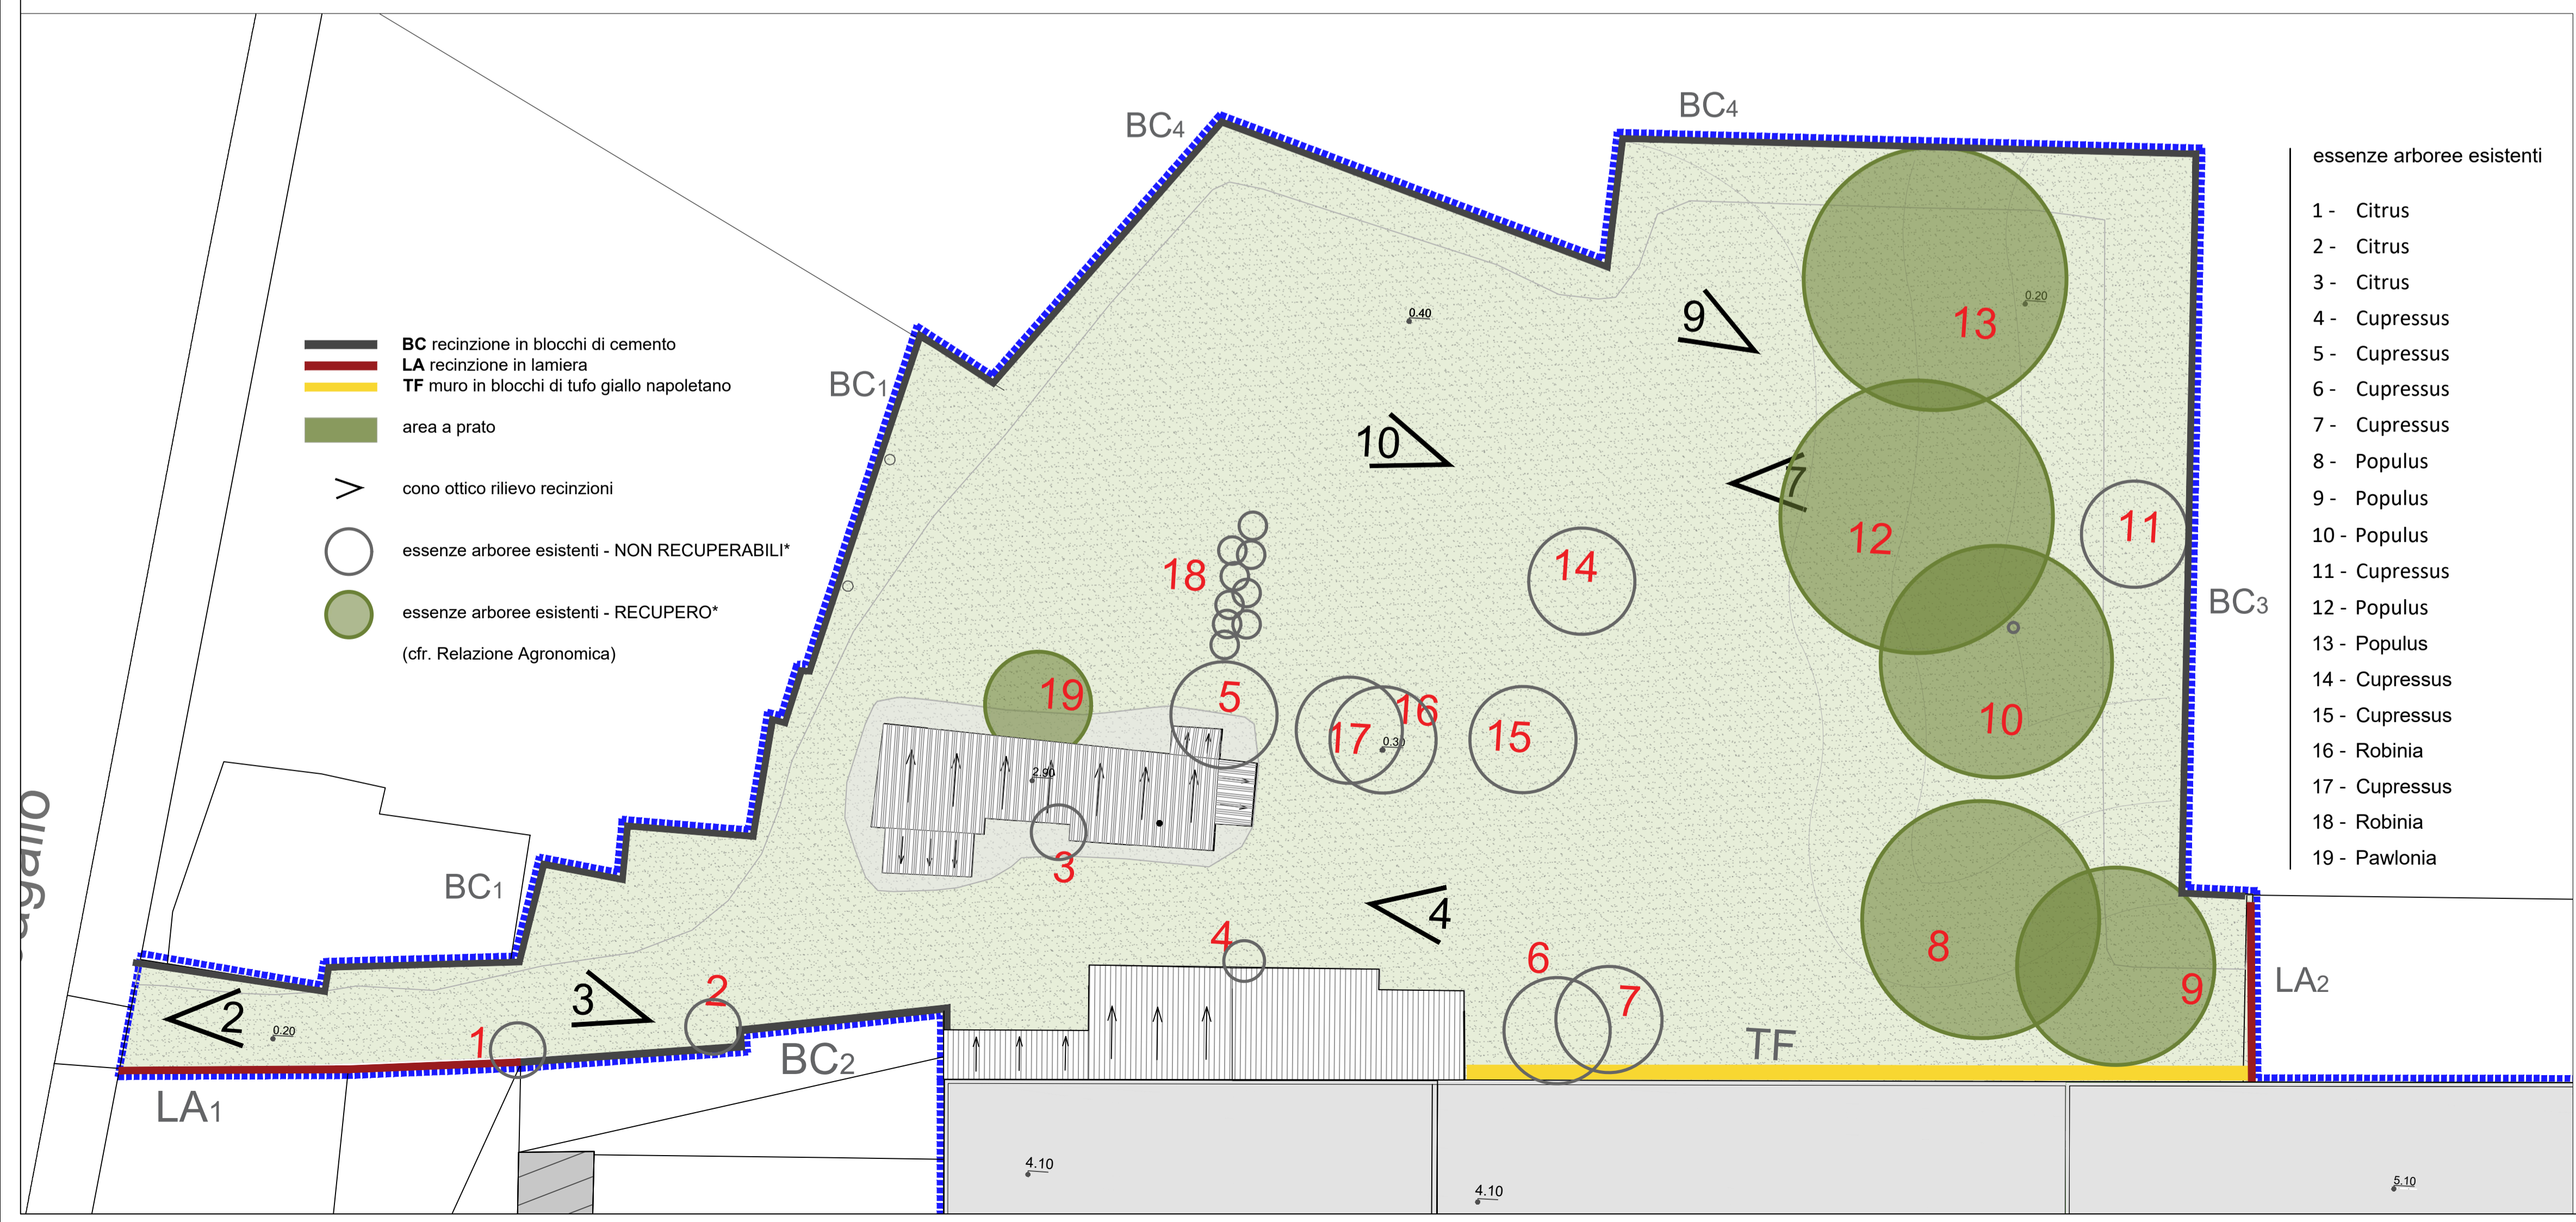 BC4
BC4
essenze arboree esistenti
1 - Citrus
2 - Citrus
3 - Citrus
4 - Cupressus
5 - Cupressus
6 - Cupressus
7 - Cupressus
8 - Populus
9 - Populus
10 - Populus
11 - Cupressus
12 - Populus
13 - Populus
14 - Cupressus
15 - Cupressus
16 - Robinia
17 - Cupressus
18 - Robinia
19 - Pawlonia
BC recinzione in blocchi di cemento
LA recinzione in lamiera
TF muro in blocchi di tufo giallo napoletano
area a prato
cono ottico rilievo recinzioni
essenze arboree esistenti - NON RECUPERABILI*
essenze arboree esistenti - RECUPERO*
(cfr. Relazione Agronomica)
BC1
0.40
9
13
0.20
10
7
12
11
18
14
BC3
19
5
17
16
0.30
15
10
2.90
3
BC1
4
4
6
7
8
9
LA2
2
0.20
3
2
1
BC2
TF
LA1
4.10
4.10
5.10
agallo